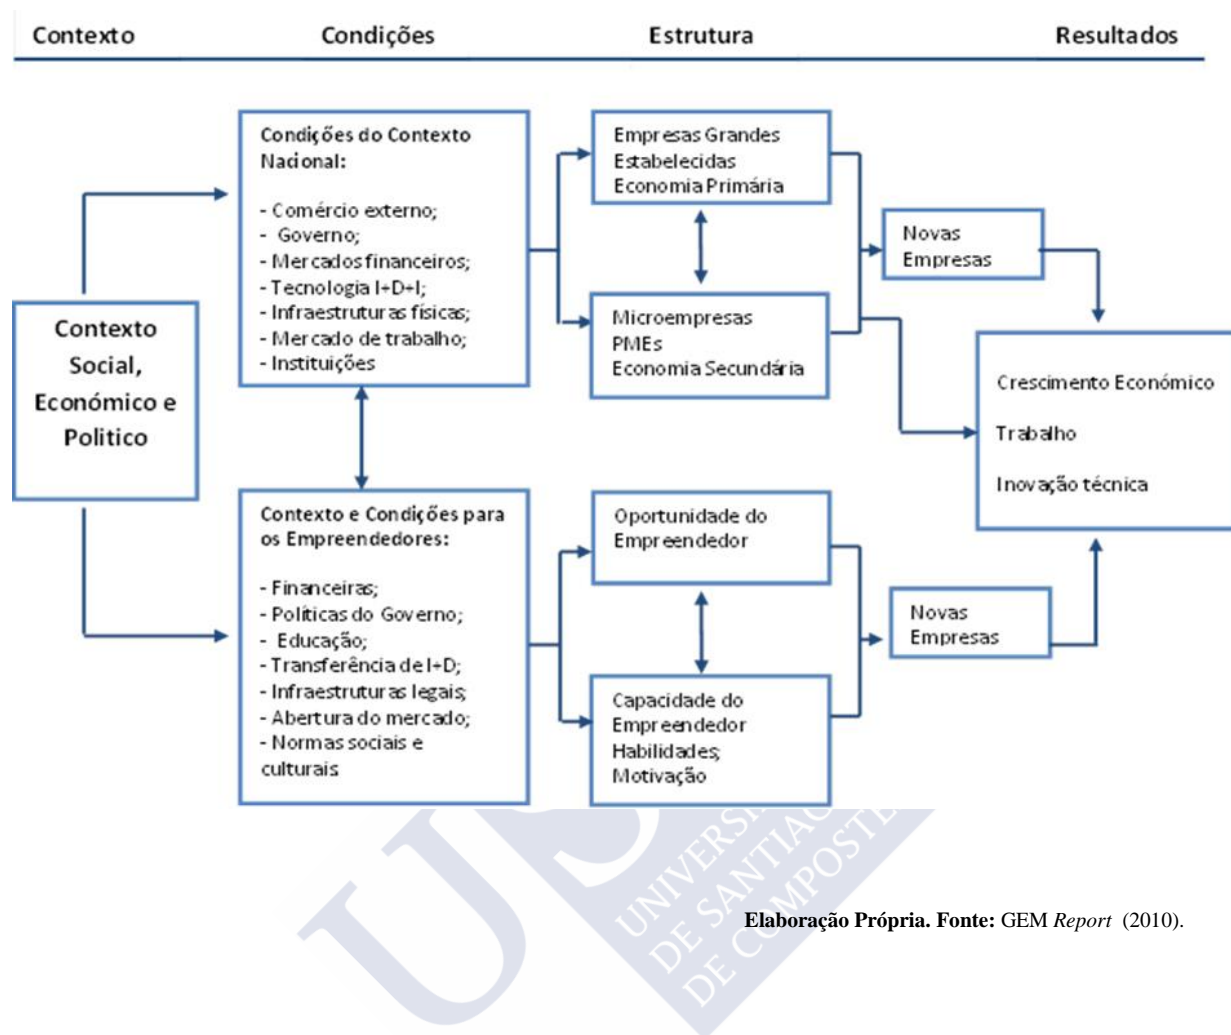 Contexto Condições Estrutura Resultados
Contexto
Social,
Económico e
Politico
Condições do Contexto
Nacional:
- Comércio externo;
- Governo;
- Mercados financeiros;
- Tecnologia I+D+I;
- Infraestruturas físicas;
- Mercado de trabalho;
- Instituições
Contexto e Condições para
os Empreendedores:
- Financeiras;
- Políticas do Governo;
- Educação;
- Transferência de I+D;
- Infraestruturas legais;
- Abertura do mercado;
- Normas sociais e
culturais.
Empresas Grandes
Estabelecidas
Economia Primária
Microempresas
PMEs
Economia Secundária
Oportunidade do
Empreendedor
Capacidade do
Empreendedor
Habilidades;
Motivação
Novas
Empresas
Novas
Empresas
Crescimento Económico
Trabalho
Inovação técnica
Elaboração Própria. Fonte: GEM Report (2010).
DE SANTIAGO
DE COMPOSTE